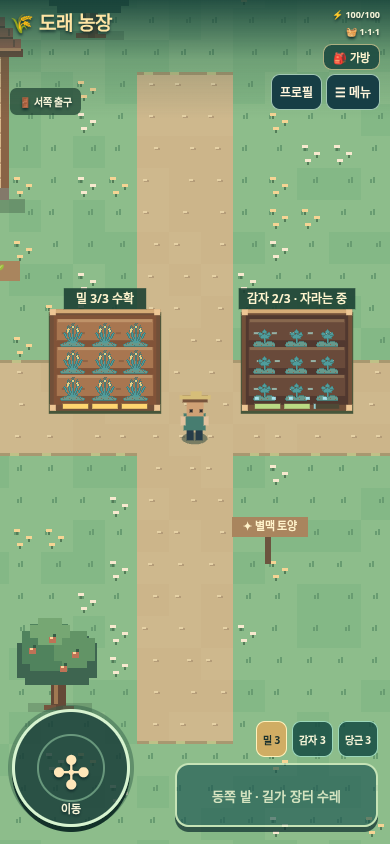 🌾 도래 농장
⚡ 100/100
🧺 1·1·1
🎒 가방
프로필
☰ 메뉴
🚪 서쪽 출구
밀 3/3 수확
감자 2/3 · 자라는 중
✦ 별맥 토양
밀 3
감자 3
당근 3
동쪽 밭 · 길가 장터 수레
이동